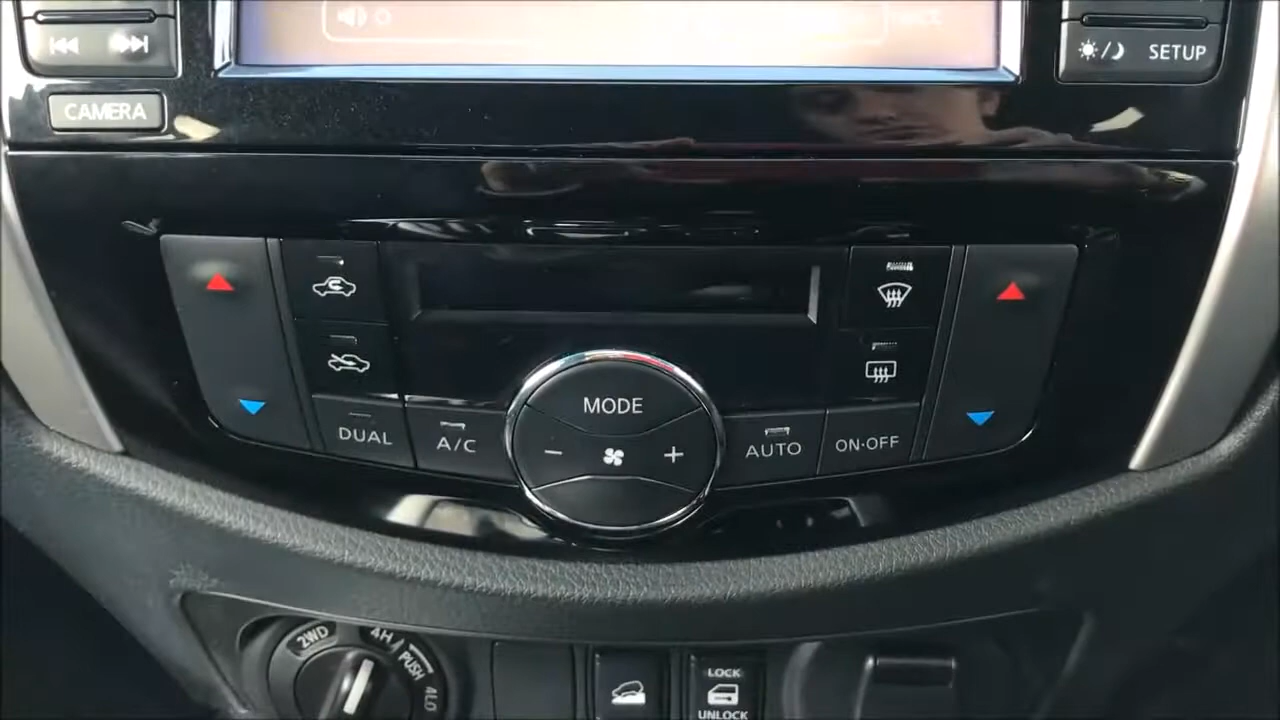 CAMERA
SETUP
MODE
DUAL
A/C
- +
AUTO
ON·OFF
2WD
4H
PUSH
4LO
LOCK
UNLOCK